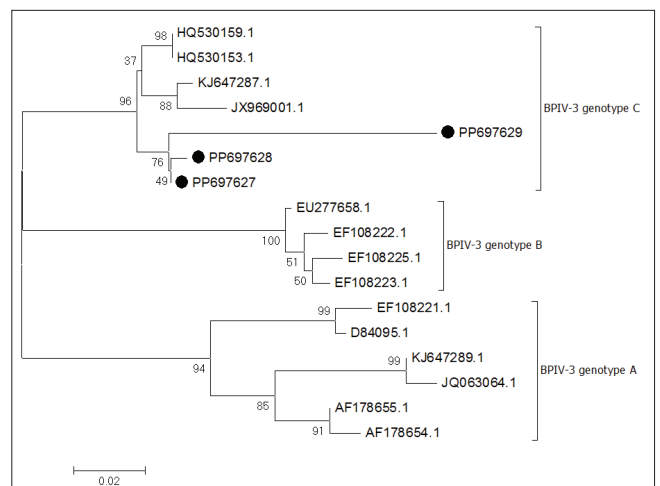 HQ530159.1
98
HQ530153.1
37
KJ647287.1
88
JX969001.1
BPIV-3 genotype C
96
PP697629
76
PP697628
49
PP697627
EU277658.1
100
EF108222.1
51
EF108225.1
BPIV-3 genotype B
50
EF108223.1
EF108221.1
99
D84095.1
94
KJ647289.1
99
JQ063064.1
BPIV-3 genotype A
85
AF178655.1
91
AF178654.1
0.02